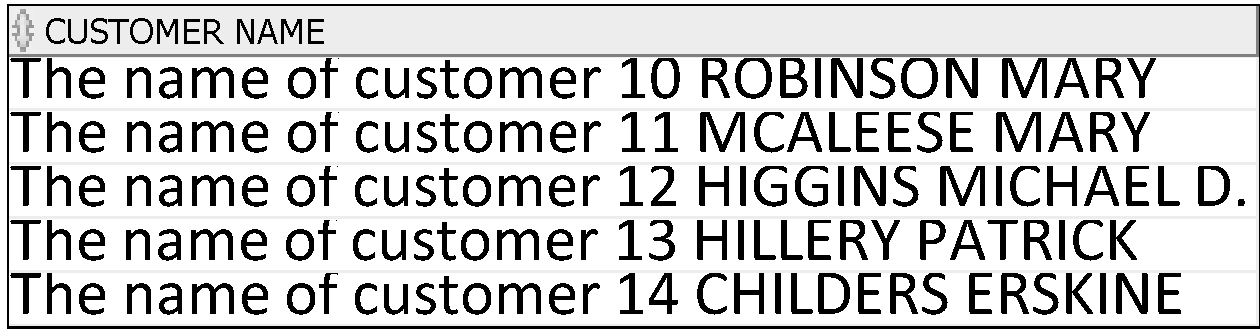 CUSTOMER NAME
The name of customer 10 ROBINSON MARY
The name of customer 11 MCALEESE MARY
The name of customer 12 HIGGINS MICHAEL D.
The name of customer 13 HILLERY PATRICK
The name of customer 14 CHILDERS ERSKINE